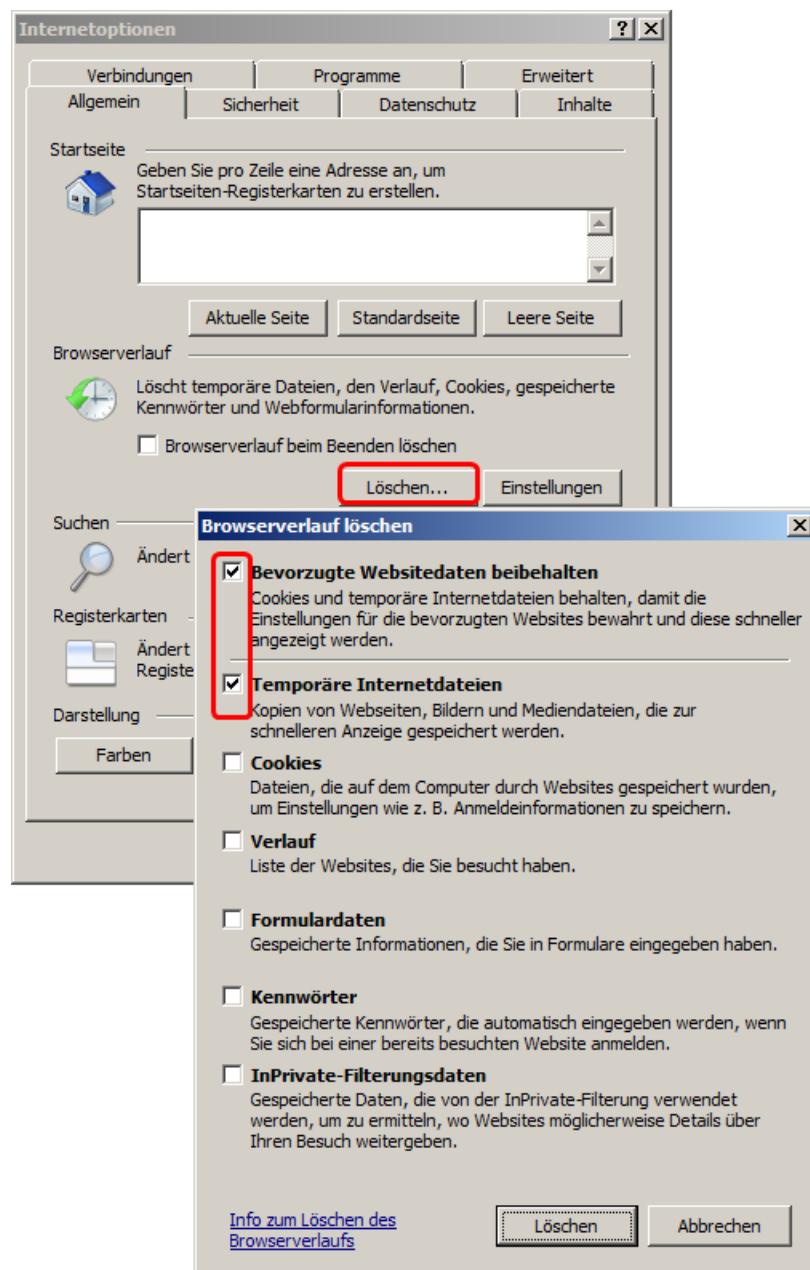 Internetoptionen
Verbindungen Programme Erweitert
Allgemein Sicherheit Datenschutz Inhalte
Startseite
Geben Sie pro Zeile eine Adresse an, um
Startseiten-Registerkarten zu erstellen.
Aktuelle Seite Standardseite Leere Seite
Browserverlauf
Löscht temporäre Dateien, den Verlauf, Cookies, gespeicherte
Kennwörter und Webformularinformationen.
Browserverlauf beim Beenden löschen
Löschen... Einstellungen
Suchen
Ändert
Registerkarten
Ändert
Registe
Darstellung
Farben
Browserverlauf löschen
Bevorzugte Websitedaten beibehalten
Cookies und temporäre Internetdateien behalten, damit die
Einstellungen für die bevorzugten Websites bewahrt und diese schneller
angezeigt werden.
Temporäre Internetdateien
Kopien von Webseiten, Bildern und Mediendateien, die zur
schnelleren Anzeige gespeichert werden.
Cookies
Dateien, die auf dem Computer durch Websites gespeichert wurden,
um Einstellungen wie z. B. Anmeldeinformationen zu speichern.
Verlauf
Liste der Websites, die Sie besucht haben.
Formulardaten
Gespeicherte Informationen, die Sie in Formulare eingegeben haben.
Kennwörter
Gespeicherte Kennwörter, die automatisch eingegeben werden, wenn
Sie sich bei einer bereits besuchten Website anmelden.
InPrivate-Filterungsdaten
Gespeicherte Daten, die von der InPrivate-Filterung verwendet
werden, um zu ermitteln, wo Websites möglicherweise Details über
Ihren Besuch weitergeben.
Info zum Löschen des
Browserverlaufs
Löschen Abbrechen